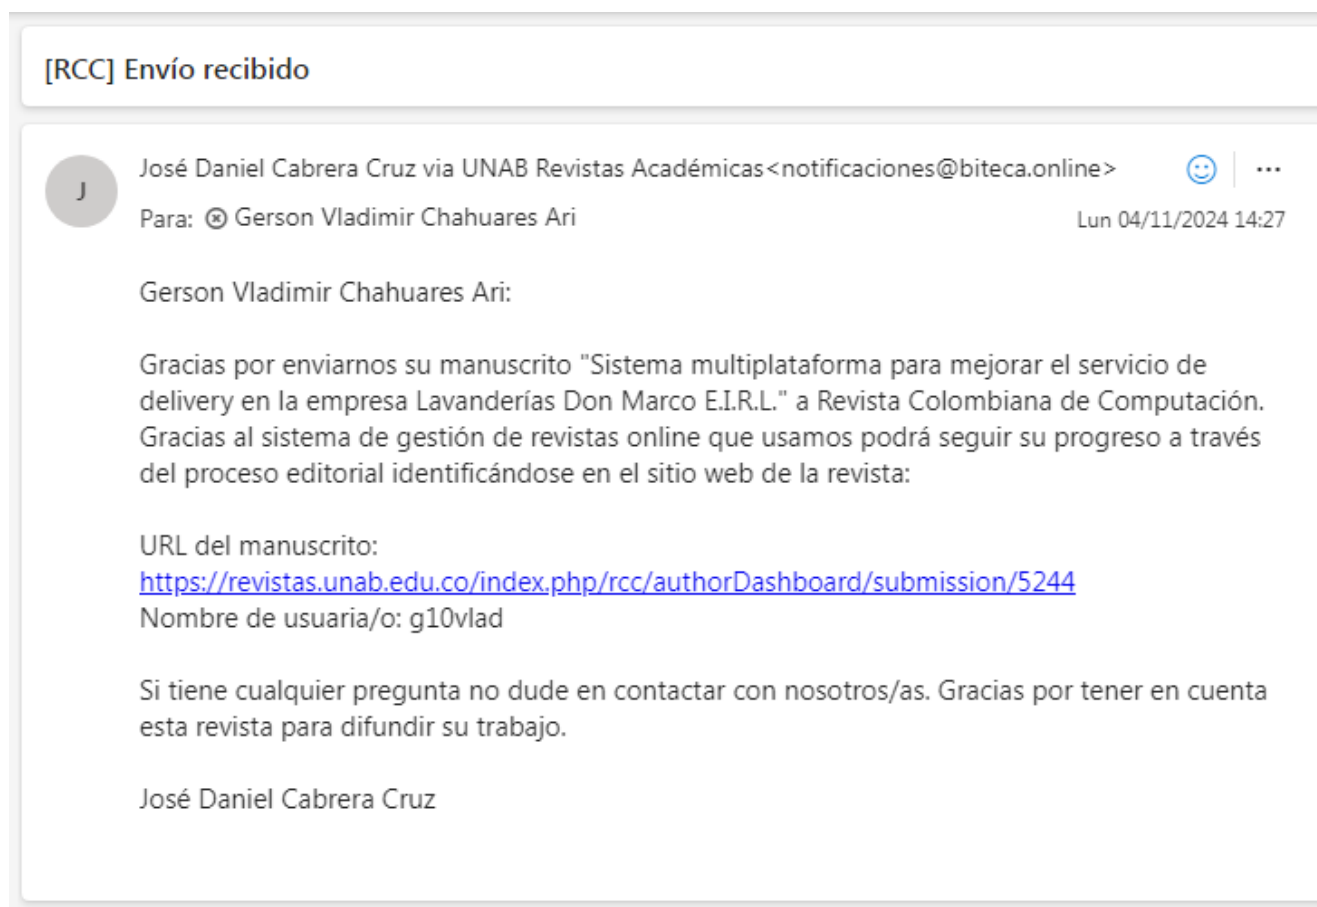 [RCC] Envío recibido
J
José Daniel Cabrera Cruz via UNAB Revistas Académicas<notificaciones@biteca.online>
Para: Gerson Vladimir Chahuares Ari
Lun 04/11/2024 14:27
Gerson Vladimir Chahuares Ari:
Gracias por enviarnos su manuscrito "Sistema multiplataforma para mejorar el servicio de
delivery en la empresa Lavanderías Don Marco E.I.R.L." a Revista Colombiana de Computación.
Gracias al sistema de gestión de revistas online que usamos podrá seguir su progreso a través
del proceso editorial identificándose en el sitio web de la revista:
URL del manuscrito:
https://revistas.unab.edu.co/index.php/rcc/authorDashboard/submission/5244
Nombre de usuaria/o: g10vlad
Si tiene cualquier pregunta no dude en contactar con nosotros/as. Gracias por tener en cuenta
esta revista para difundir su trabajo.
José Daniel Cabrera Cruz